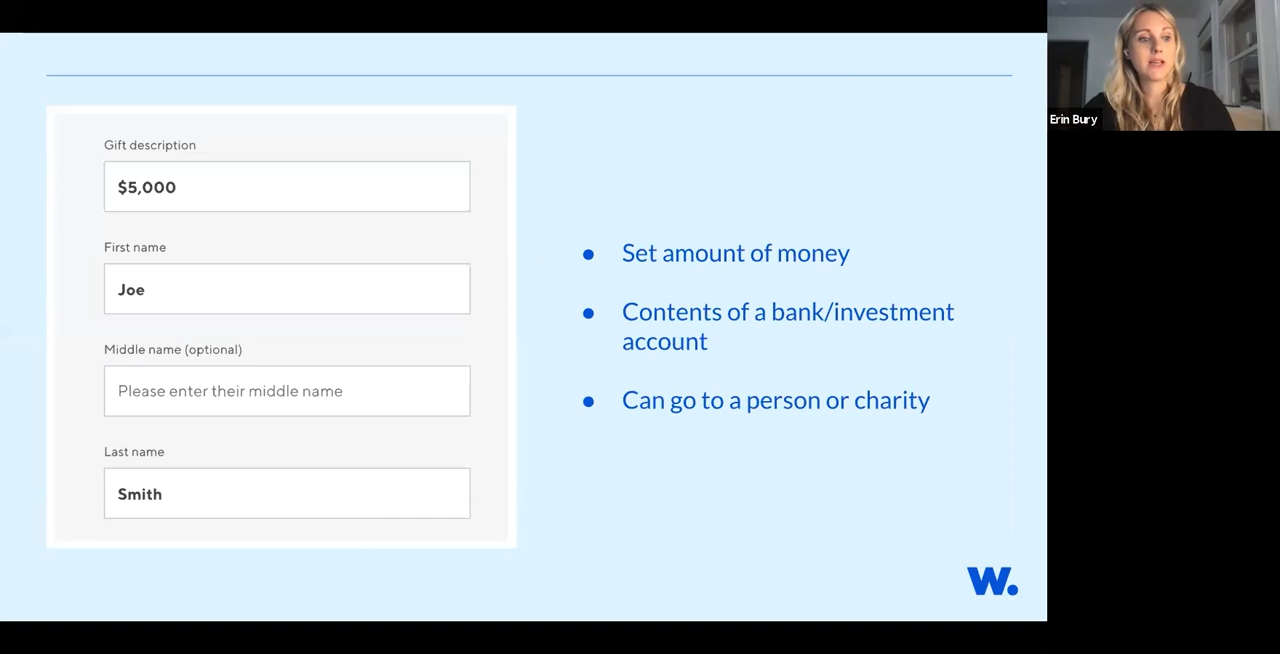 Gift description
$5,000
First name
Joe
Middle name (optional)
Please enter their middle name
Last name
Smith
● Set amount of money
● Contents of a bank/investment
account
● Can go to a person or charity
W.
Erin Bury